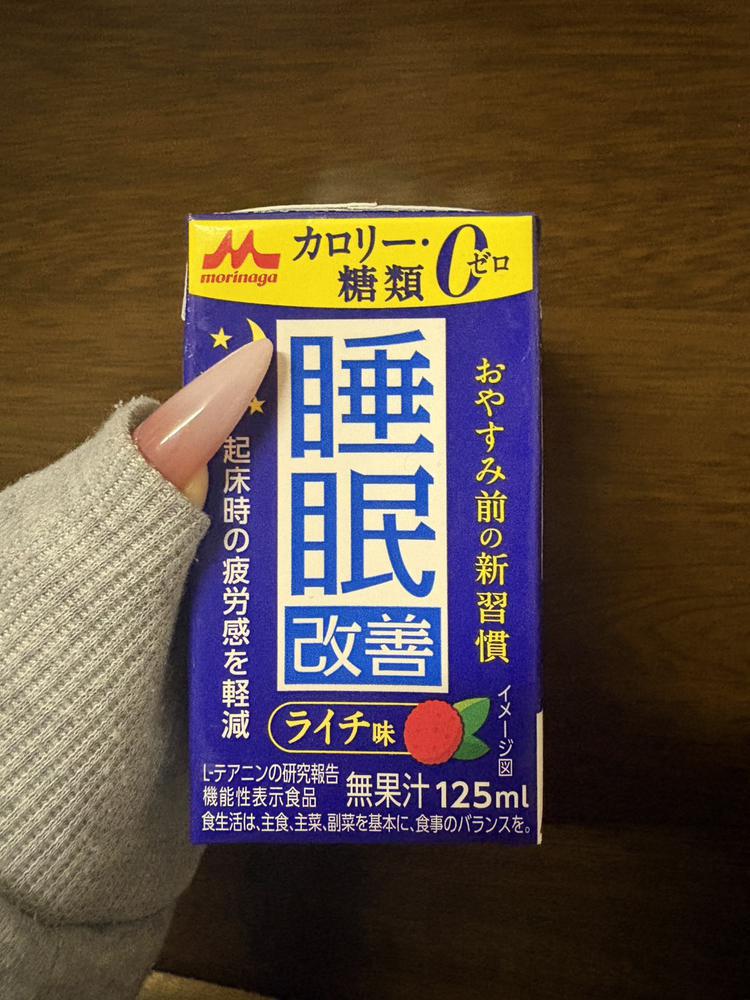 morinaga
カロリー・
糖類0ゼロ
睡眠
改善
おやすみ前の新習慣
起床時の疲労感を軽減
ライチ味
イメージ図
L-テアニンの研究報告
機能性表示食品
無果汁 125ml
食生活は、主食、主菜、副菜を基本に、食事のバランスを。